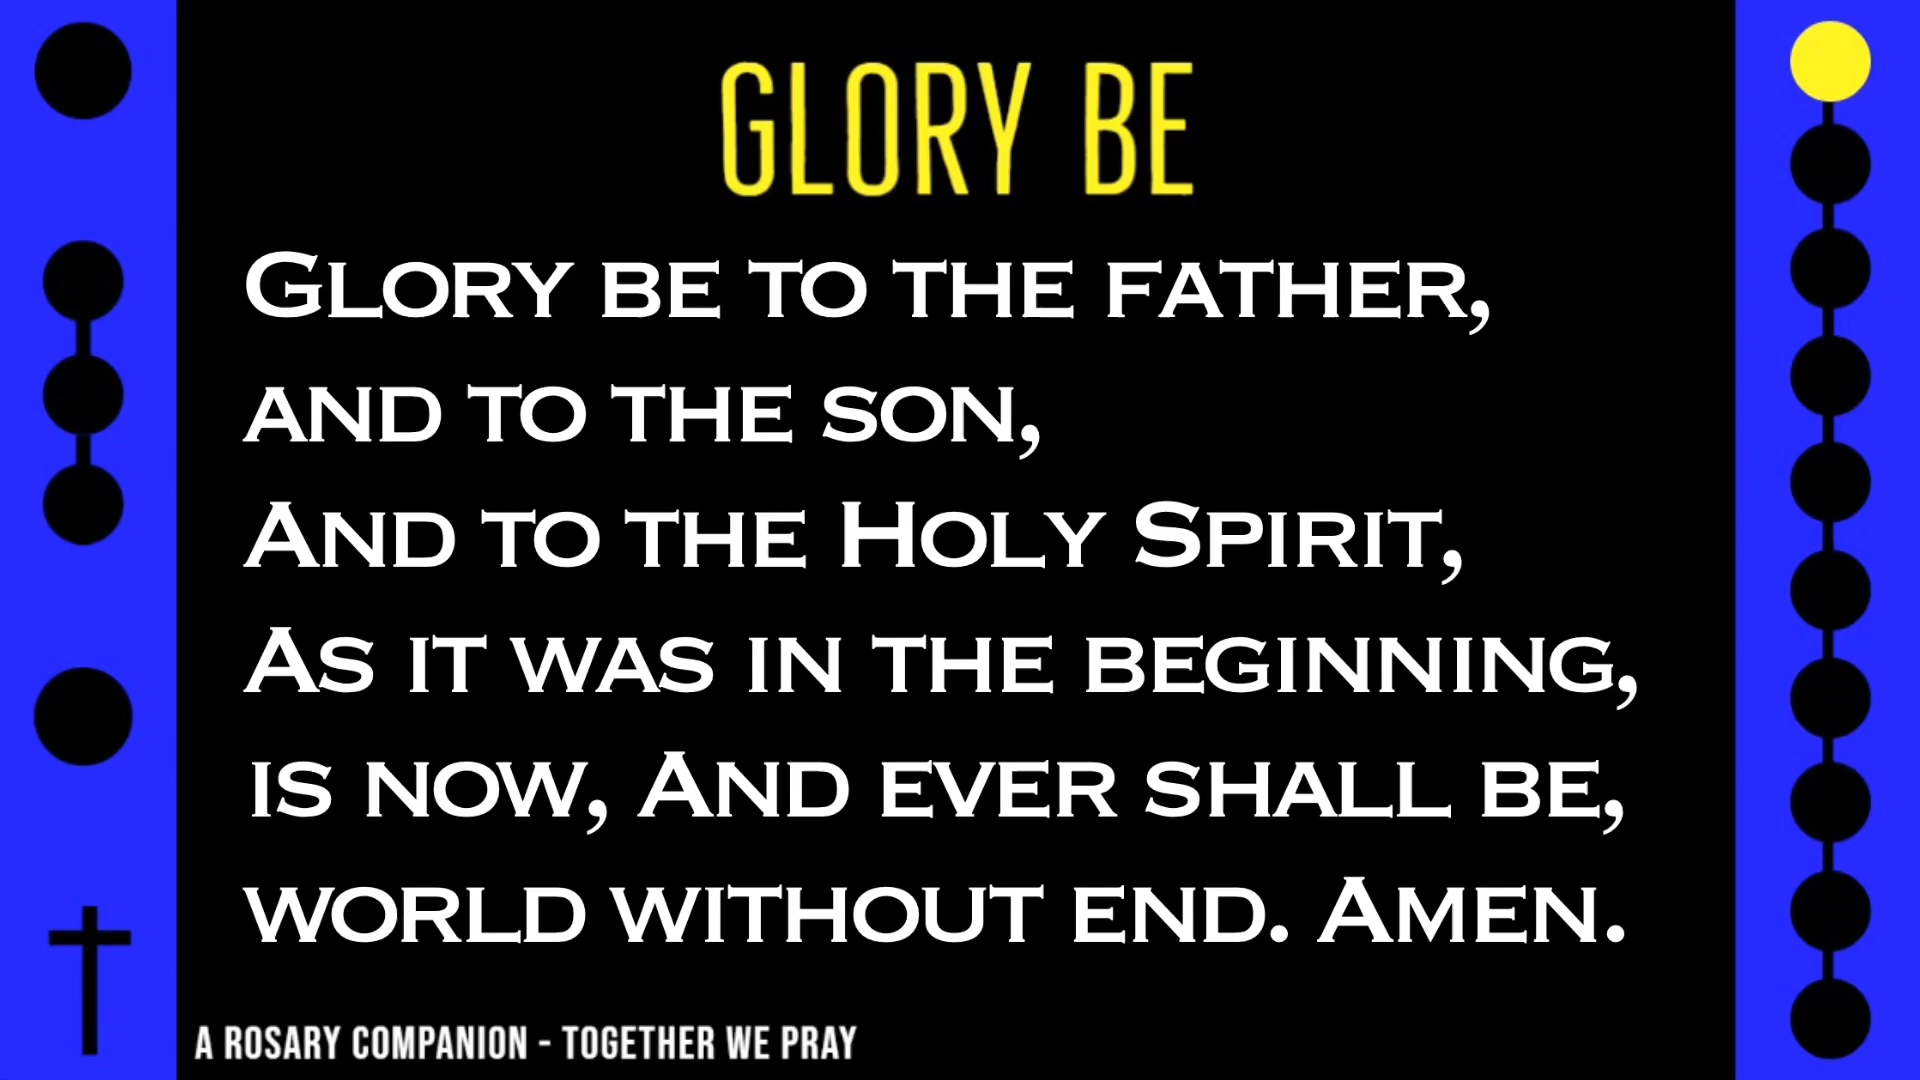 GLORY BE
Glory be to the father,
and to the son,
And to the Holy Spirit,
As it was in the beginning,
is now, And ever shall be,
world without end. Amen.
A ROSARY COMPANION - TOGETHER WE PRAY